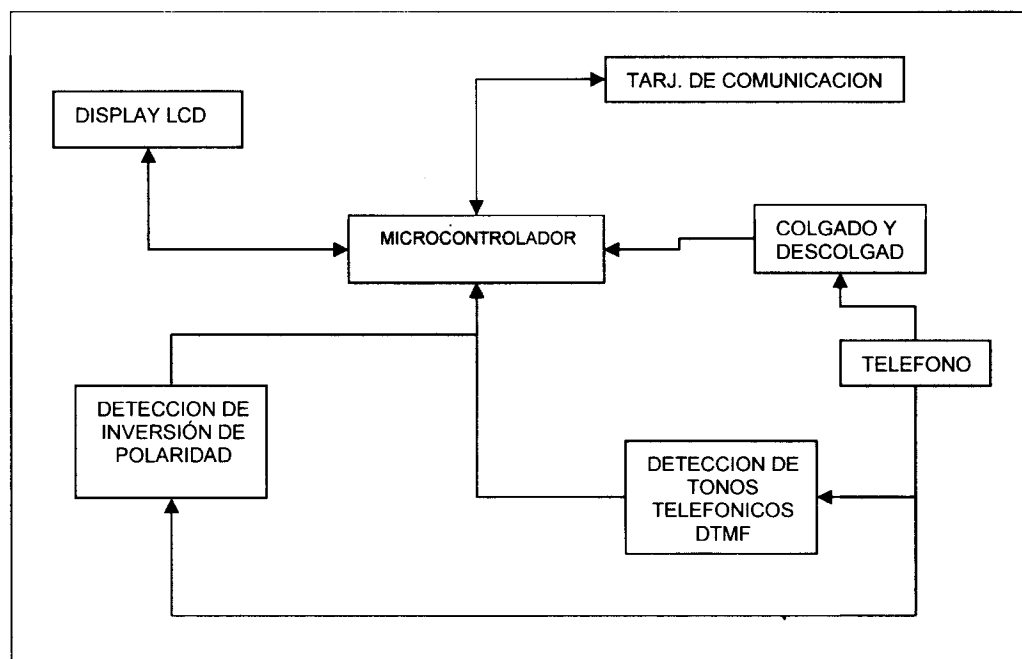 TARJ. DE COMUNICACION
DISPLAY LCD
MICROCONTROLADOR
COLGADO Y
DESCOLGAD
TELEFONO
DETECCION DE
INVERSIÓN DE
POLARIDAD
DETECCION DE
TONOS
TELEFONICOS
DTMF